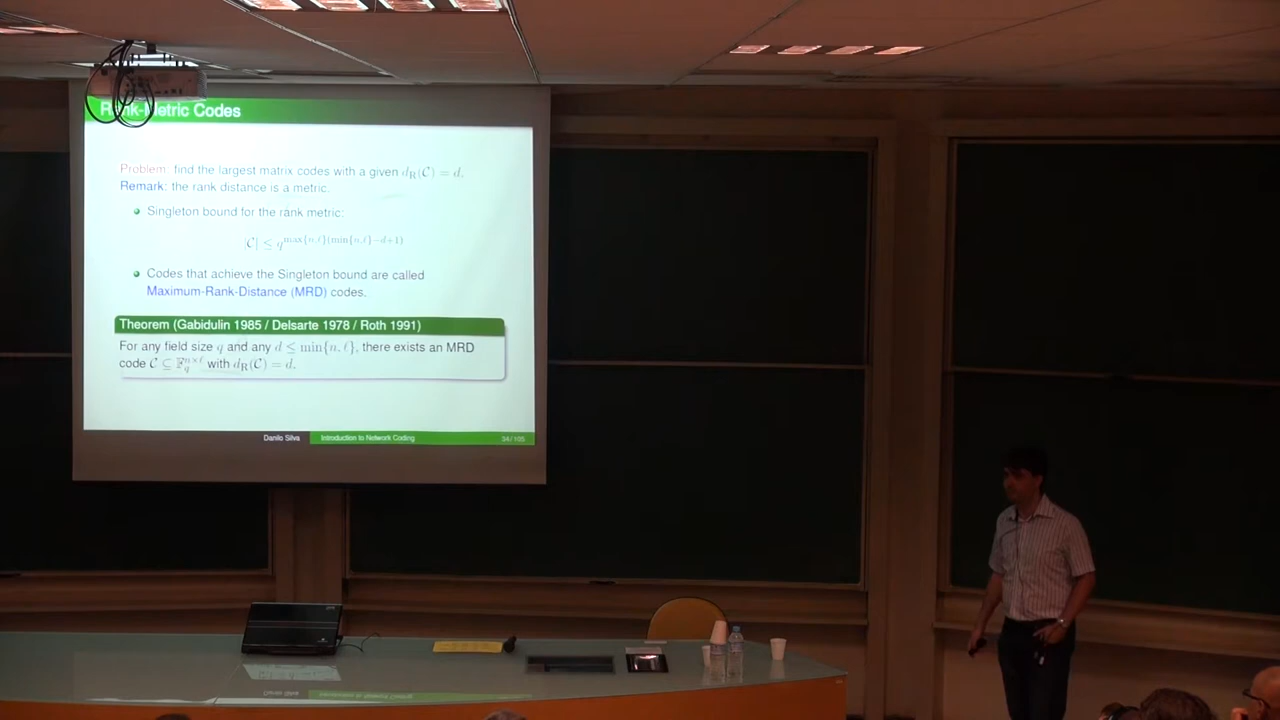 Rank-Metric Codes
Problem: find the largest matrix codes with a given d_R(C) = d.
Remark: the rank distance is a metric.
Singleton bound for the rank metric:
|C| ≤ q^{max{n,ℓ}(min{n,ℓ}−d+1)}
Codes that achieve the Singleton bound are called
Maximum-Rank-Distance (MRD) codes.
Theorem (Gabidulin 1985 / Delsarte 1978 / Roth 1991)
For any field size q and any d ≤ min{n, ℓ}, there exists an MRD
code C ⊆ F_q^{n×ℓ} with d_R(C) = d.
Danilo Silva Introduction to Network Coding 34/105